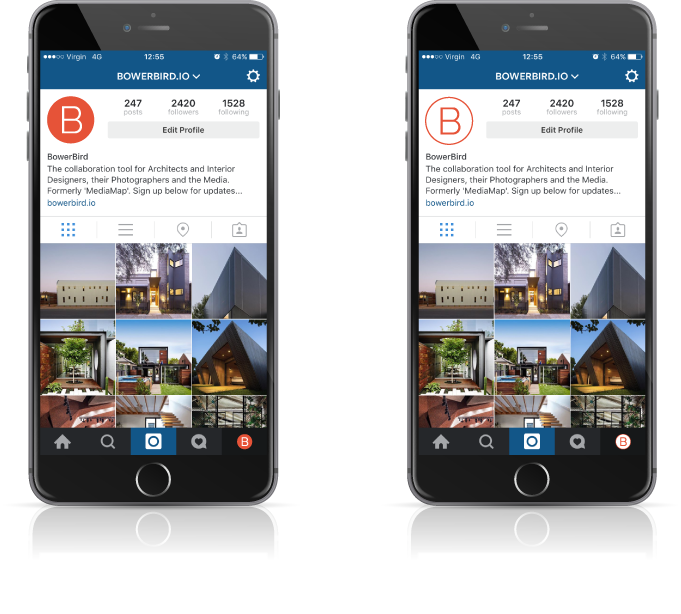 ●●●○○ Virgin 4G 12:55 64%
BOWERBIRD.IO
B
247 2420 1528
posts followers following
Edit Profile
BowerBird
The collaboration tool for Architects and Interior
Designers, their Photographers and the Media.
Formerly 'MediaMap'. Sign up below for updates...
bowerbird.io
B
●●●○○ Virgin 4G 12:55 64%
BOWERBIRD.IO
B
247 2420 1528
posts followers following
Edit Profile
BowerBird
The collaboration tool for Architects and Interior
Designers, their Photographers and the Media.
Formerly 'MediaMap'. Sign up below for updates...
bowerbird.io
B